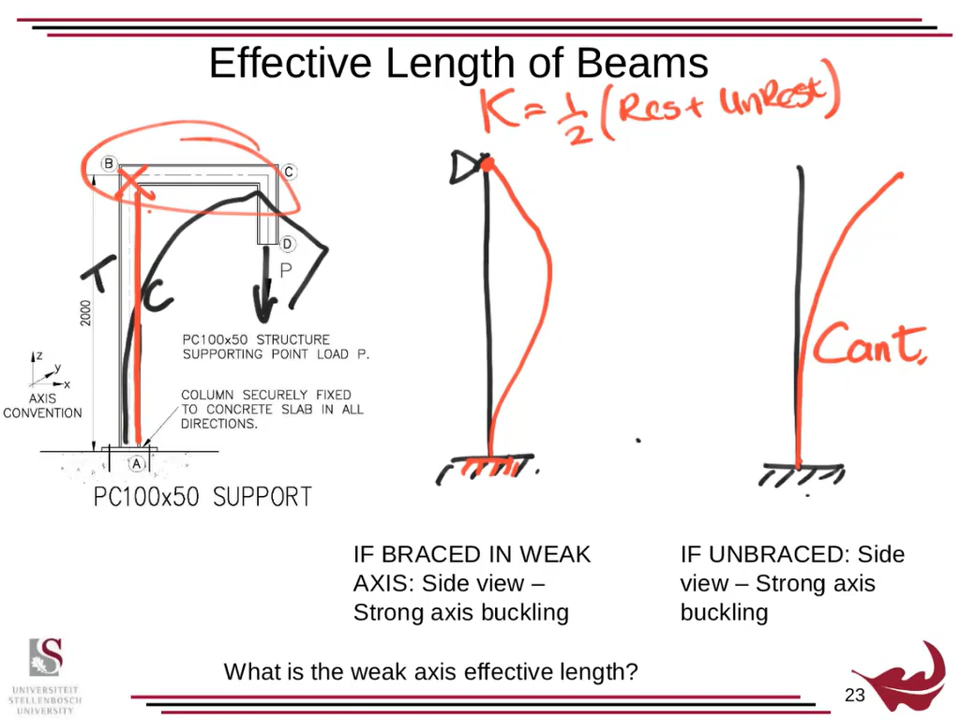 Effective Length of Beams
K = 1/2 (Res + UnRest)
B
C
D
P
T
C
2000
PC100x50 STRUCTURE
SUPPORTING POINT LOAD P.
z
y
x
AXIS
CONVENTION
COLUMN SECURELY FIXED
TO CONCRETE SLAB IN ALL
DIRECTIONS.
A
PC100x50 SUPPORT
Cant.
IF BRACED IN WEAK
AXIS: Side view –
Strong axis buckling
IF UNBRACED: Side
view – Strong axis
buckling
What is the weak axis effective length?
23
S
UNIVERSITEIT
STELLENBOSCH
UNIVERSITY